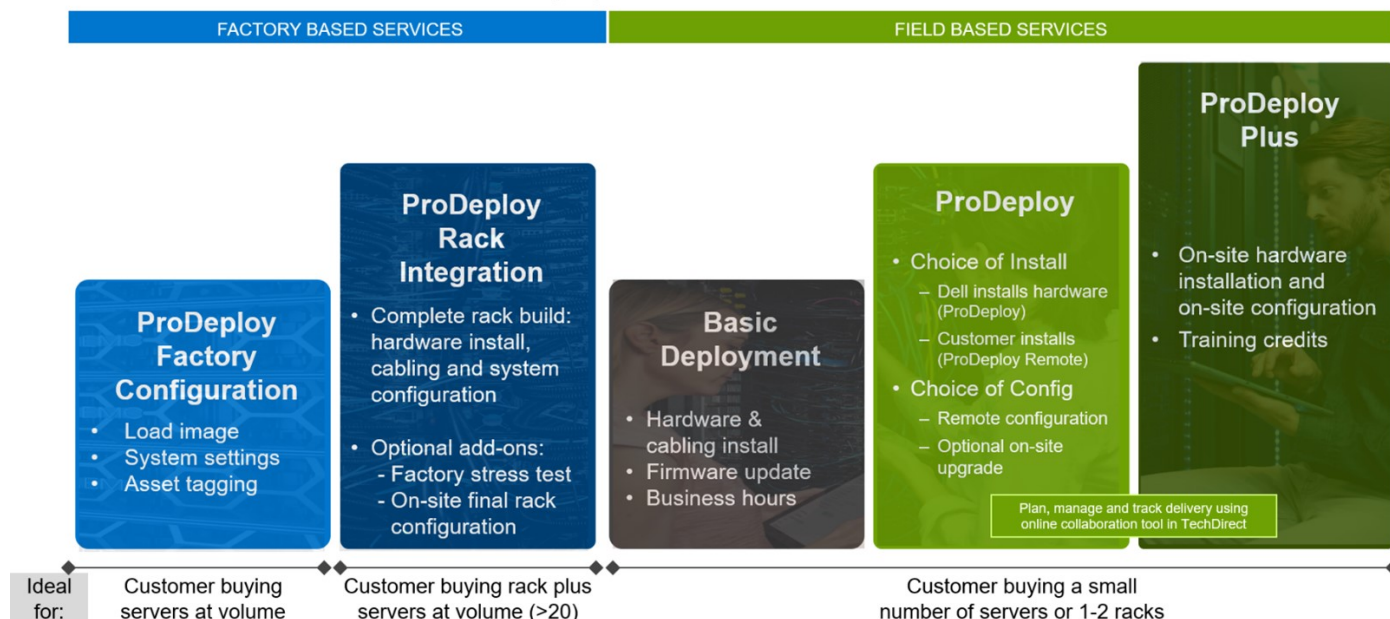 FACTORY BASED SERVICES
FIELD BASED SERVICES
ProDeploy
Factory
Configuration
• Load image
• System settings
• Asset tagging
ProDeploy
Rack
Integration
• Complete rack build:
hardware install,
cabling and system
configuration
• Optional add-ons:
- Factory stress test
- On-site final rack
configuration
Basic
Deployment
• Hardware &
cabling install
• Firmware update
• Business hours
ProDeploy
• Choice of Install
– Dell installs hardware
(ProDeploy)
– Customer installs
(ProDeploy Remote)
• Choice of Config
– Remote configuration
– Optional on-site
upgrade
ProDeploy
Plus
• On-site hardware
installation and
on-site configuration
• Training credits
Plan, manage and track delivery using
online collaboration tool in TechDirect
Ideal
for:
Customer buying
servers at volume
Customer buying rack plus
servers at volume (>20)
Customer buying a small
number of servers or 1-2 racks